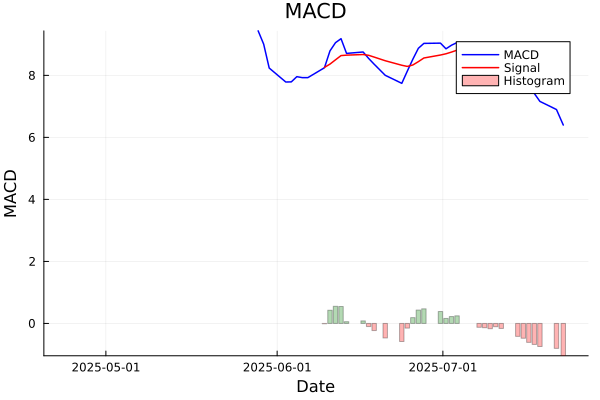 MACD
MACD
Signal
Histogram
8
6
4
2
0
MACD
2025-05-01
2025-06-01
2025-07-01
Date